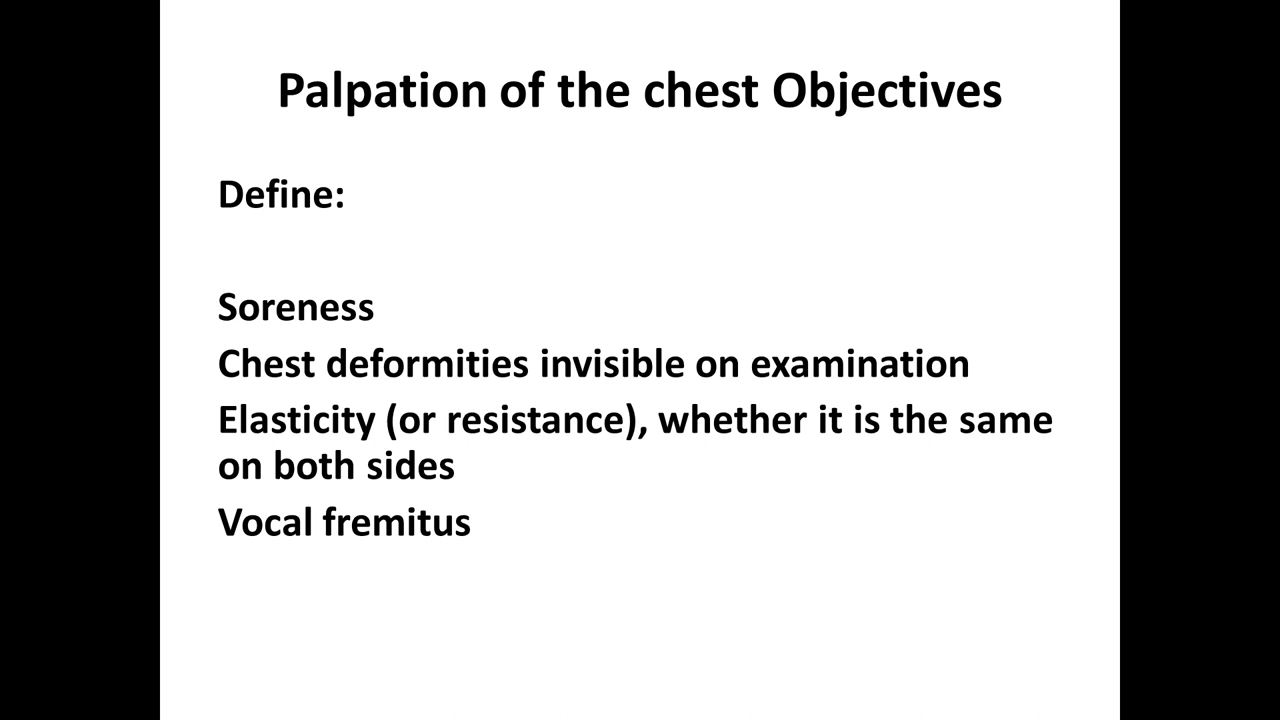 Palpation of the chest Objectives
Define:
Soreness
Chest deformities invisible on examination
Elasticity (or resistance), whether it is the same
on both sides
Vocal fremitus